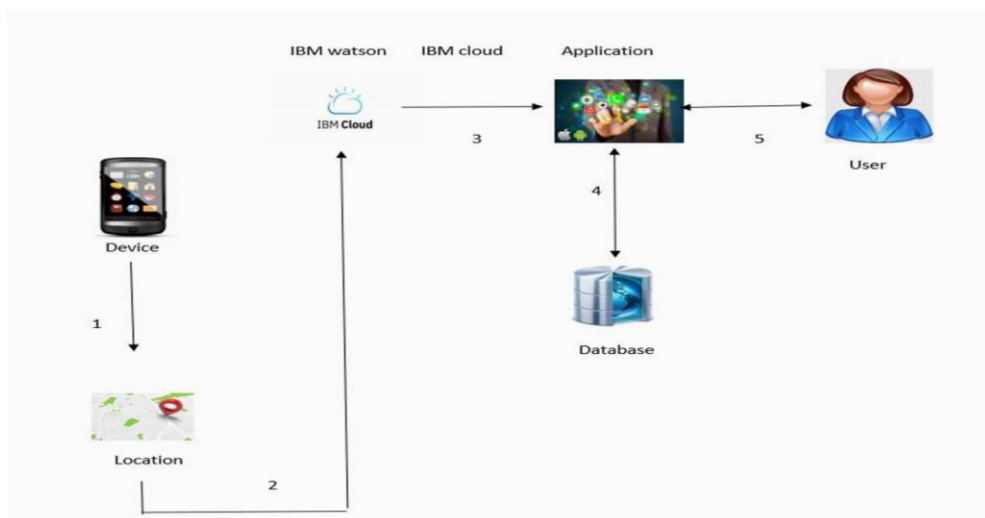 IBM watson
IBM cloud
Application
IBM Cloud
3
5
User
4
Device
1
Database
Location
2